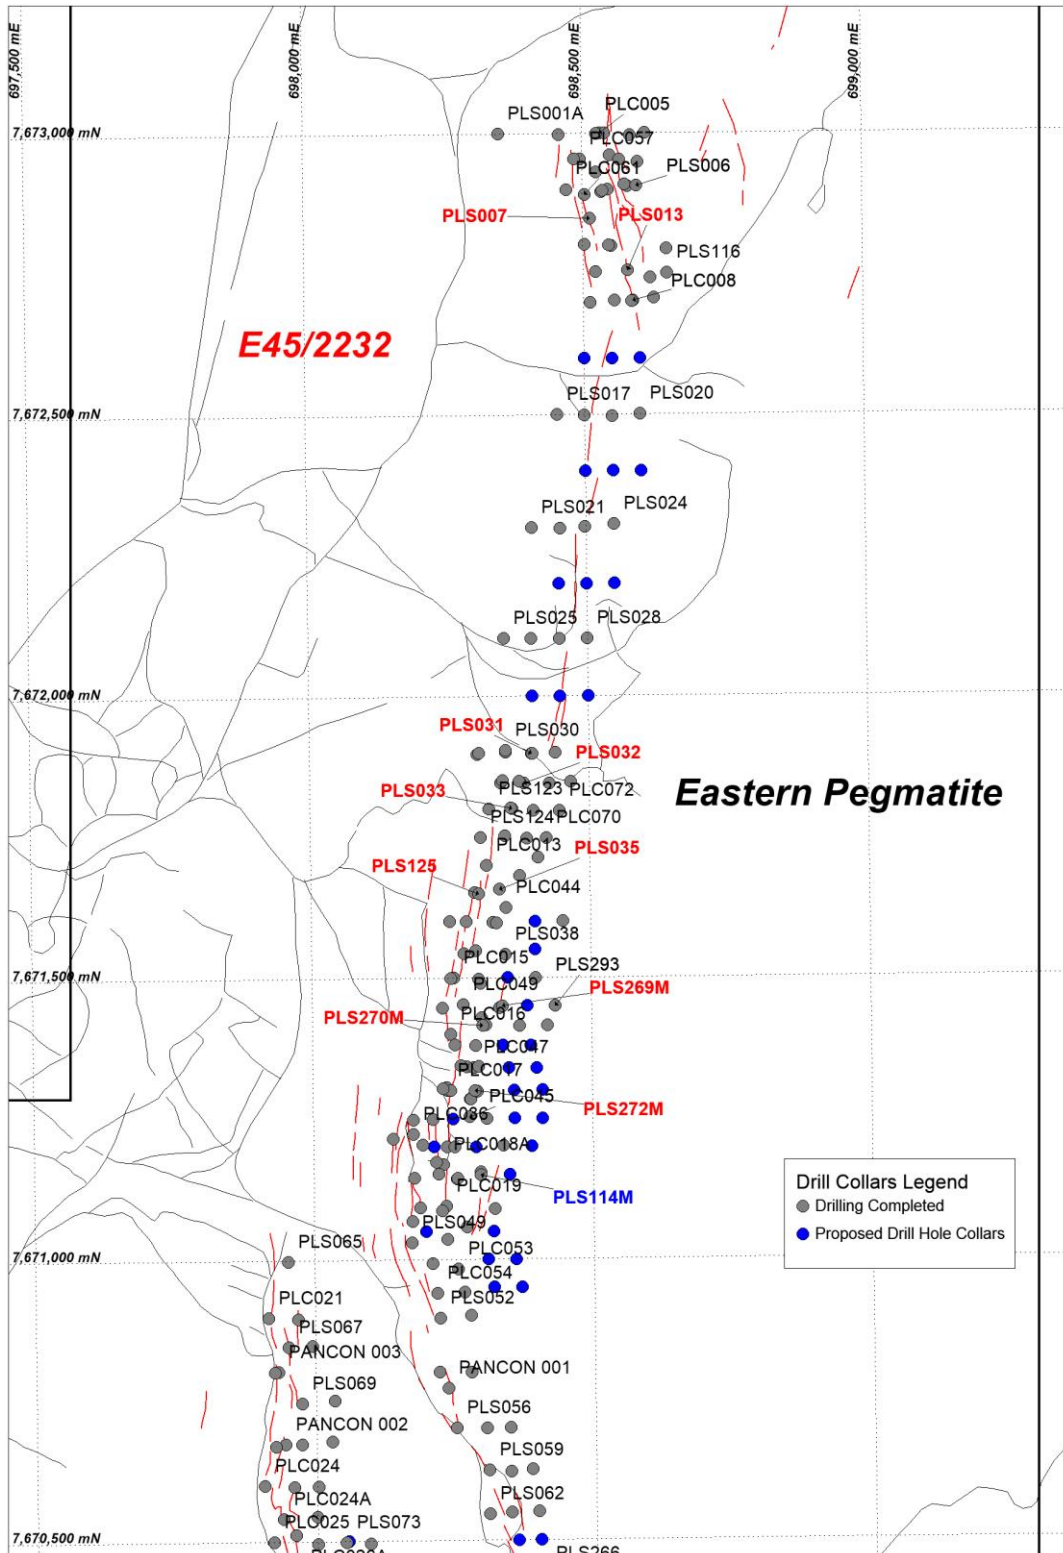 697,500 mE
698,000 mE
698,500 mE
699,000 mE
PLC005
PLS001A
7,673,000 mN
PLC057
PLC061
PLS006
PLS007
PLS013
PLS116
PLC008
E45/2232
PLS017
PLS020
7,672,500 mN
PLS021
PLS024
PLS025
PLS028
7,672,000 mN
PLS031
PLS030
PLS032
PLS033
PLS123
PLC072
Eastern Pegmatite
PLS124
PLC070
PLC013
PLS035
PLS125
PLC044
PLS038
PLC015
PLS293
7,671,500 mN
PLC049
PLS269M
PLS270M
PLC016
PLC047
PLC017
PLC045
PLS272M
PLC036
PLC018A
PLC019
PLS114M
Drill Collars Legend
Drilling Completed
Proposed Drill Hole Collars
PLS049
PLS065
PLC053
7,671,000 mN
PLC054
PLC021
PLS052
PLS067
PANCON 003
PANCON 001
PLS069
PLS056
PANCON 002
PLS059
PLC024
PLS062
PLC024A
PLC025
PLS073
7,670,500 mN
PLS266